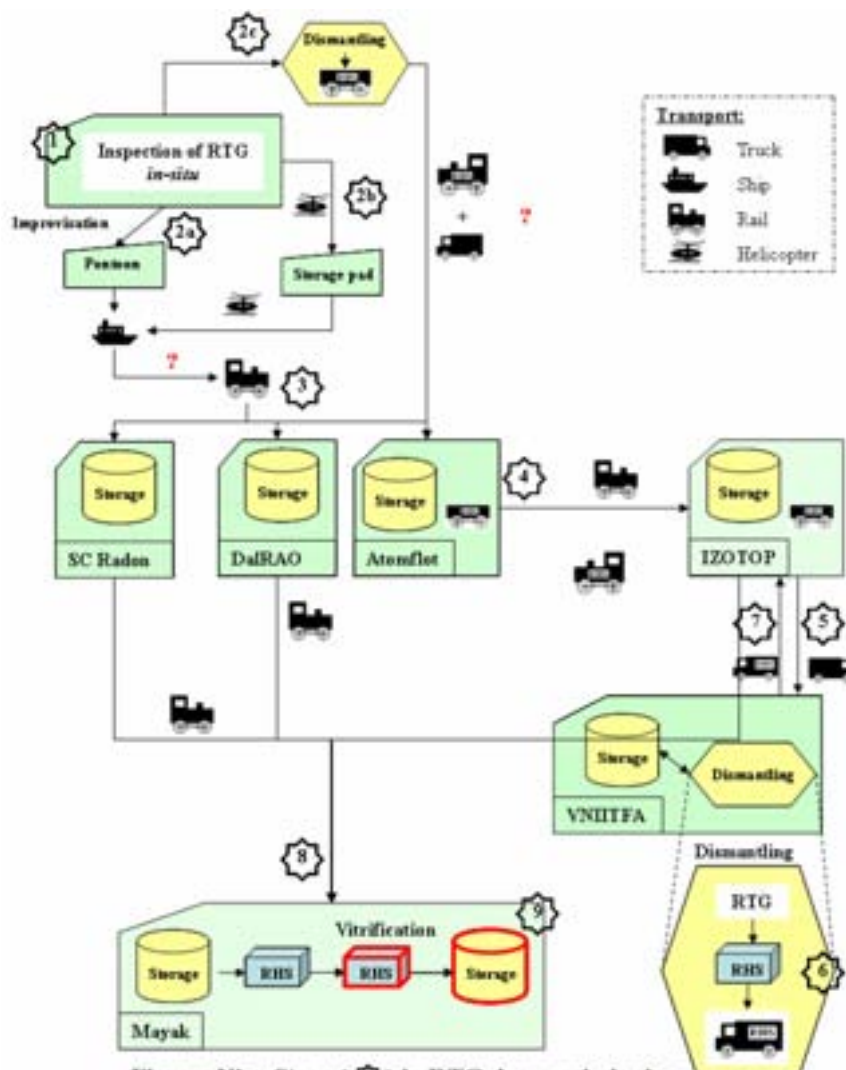 2c
Dismantling
1
Inspection of RTG
in-situ
2b
Improvisation
2a
Pontoon
Storage pad
Transport:
Truck
Ship
Rail
Helicopter
+
?
?
3
Storage
SC Radon
Storage
DalRAO
Storage
Atomflot
4
Storage
IZOTOP
7
5
Storage
Dismantling
VNIITFA
8
Dismantling
RTG
RHS
6
RHS
9
Vitrification
Storage
RHS
RHS
Storage
Mayak